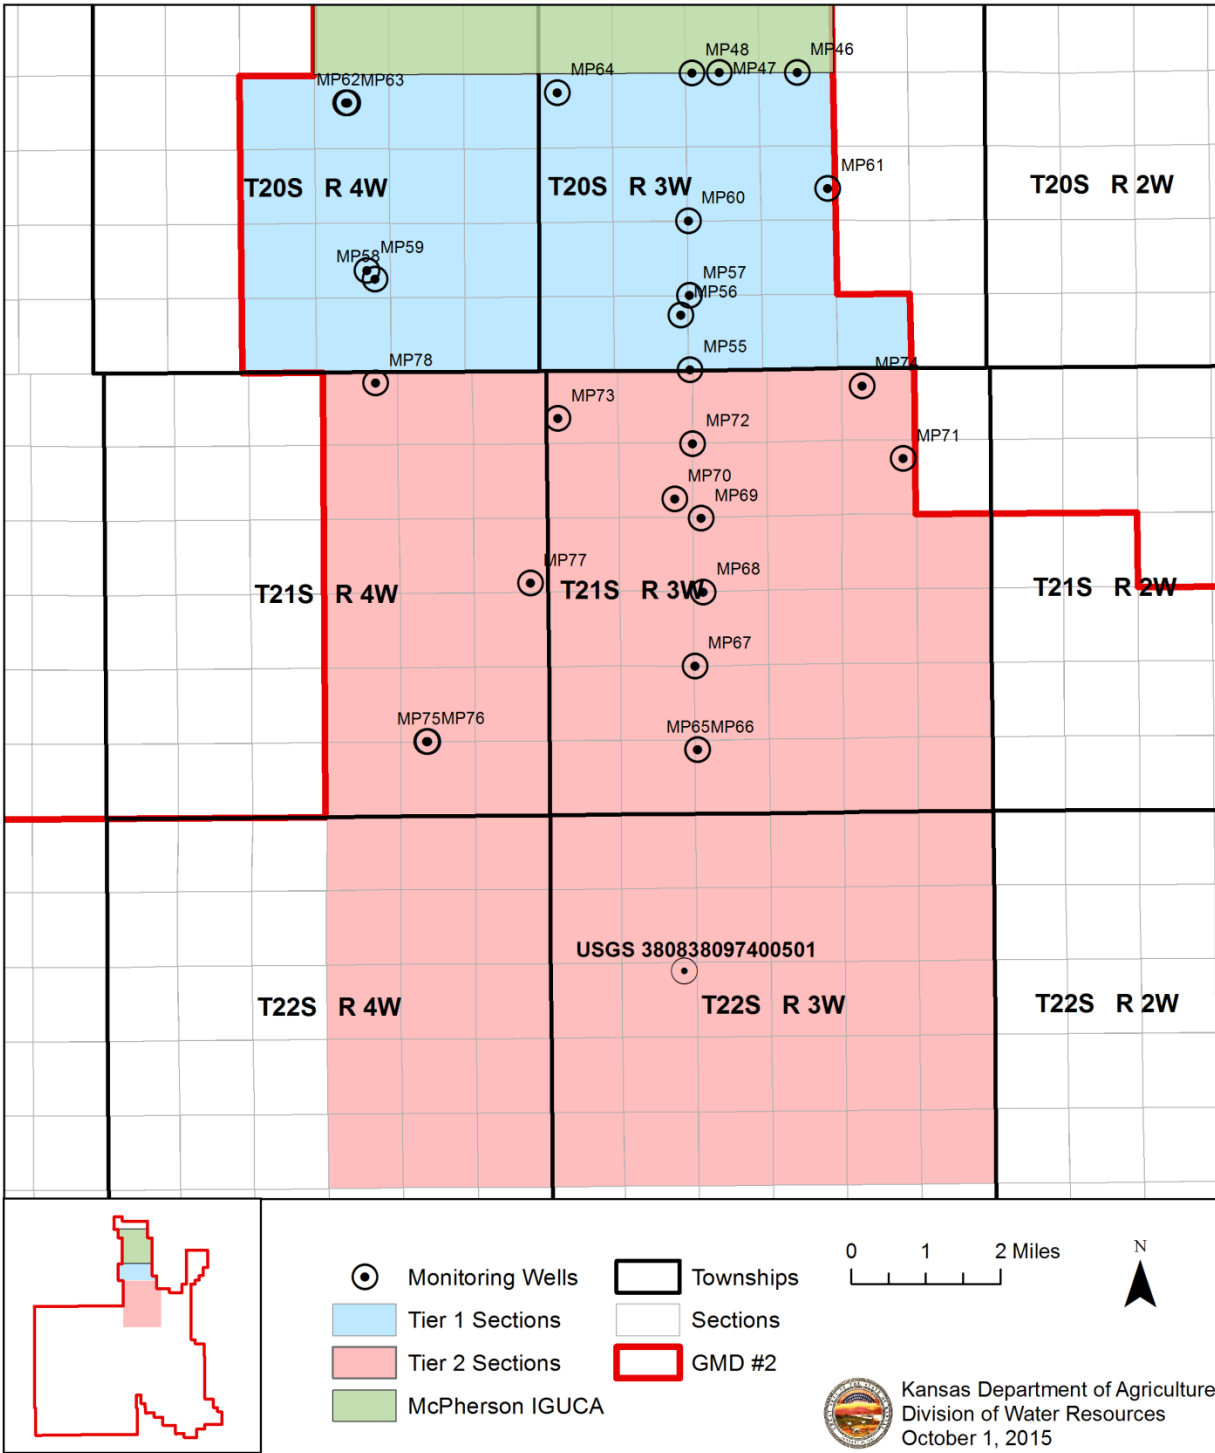 MP48
MP46
MP47
MP64
MP62MP63
MP61
T20S R 4W
T20S R 3W
T20S R 2W
MP60
MP59
MP58
MP57
MP56
MP55
MP78
MP74
MP73
MP72
MP71
MP70
MP69
MP77
MP68
T21S R 4W
T21S R 3W
T21S R 2W
MP67
MP75MP76
MP65MP66
USGS 380838097400501
T22S R 4W
T22S R 3W
T22S R 2W
0 1 2 Miles
N
Monitoring Wells
Townships
Tier 1 Sections
Sections
Tier 2 Sections
GMD #2
McPherson IGUCA
Kansas Department of Agriculture
Division of Water Resources
October 1, 2015